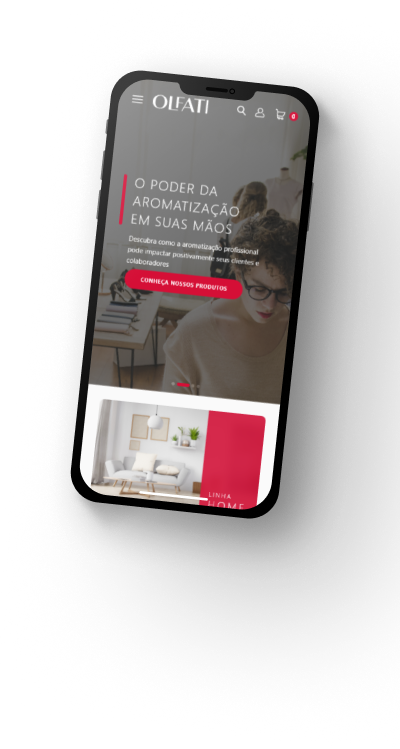 OLFATI
0
O PODER DA
AROMATIZAÇÃO
EM SUAS MÃOS
Descubra como a aromatização profissional
pode impactar positivamente seus clientes e
colaboradores
CONHEÇA NOSSOS PRODUTOS
LINHA
HOME